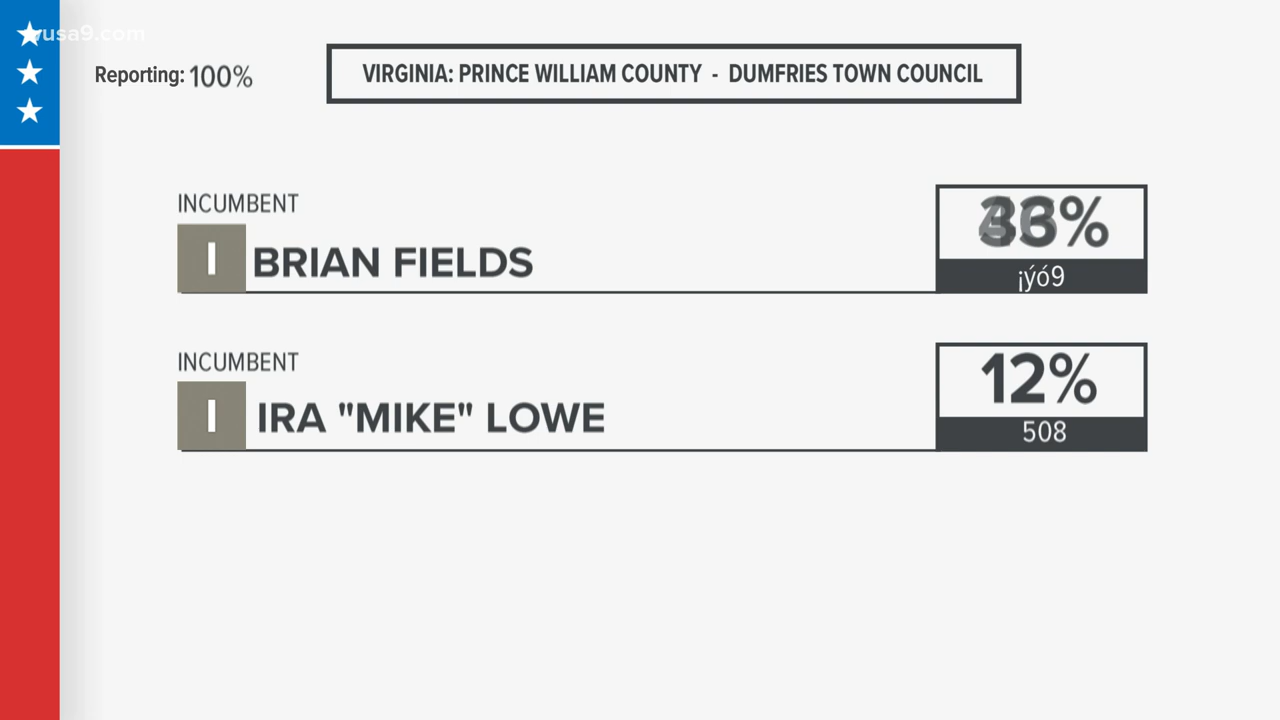 wusa9.com
Reporting: 100%
VIRGINIA: PRINCE WILLIAM COUNTY - DUMFRIES TOWN COUNCIL
INCUMBENT
I BRIAN FIELDS
INCUMBENT
I IRA "MIKE" LOWE
12%
508